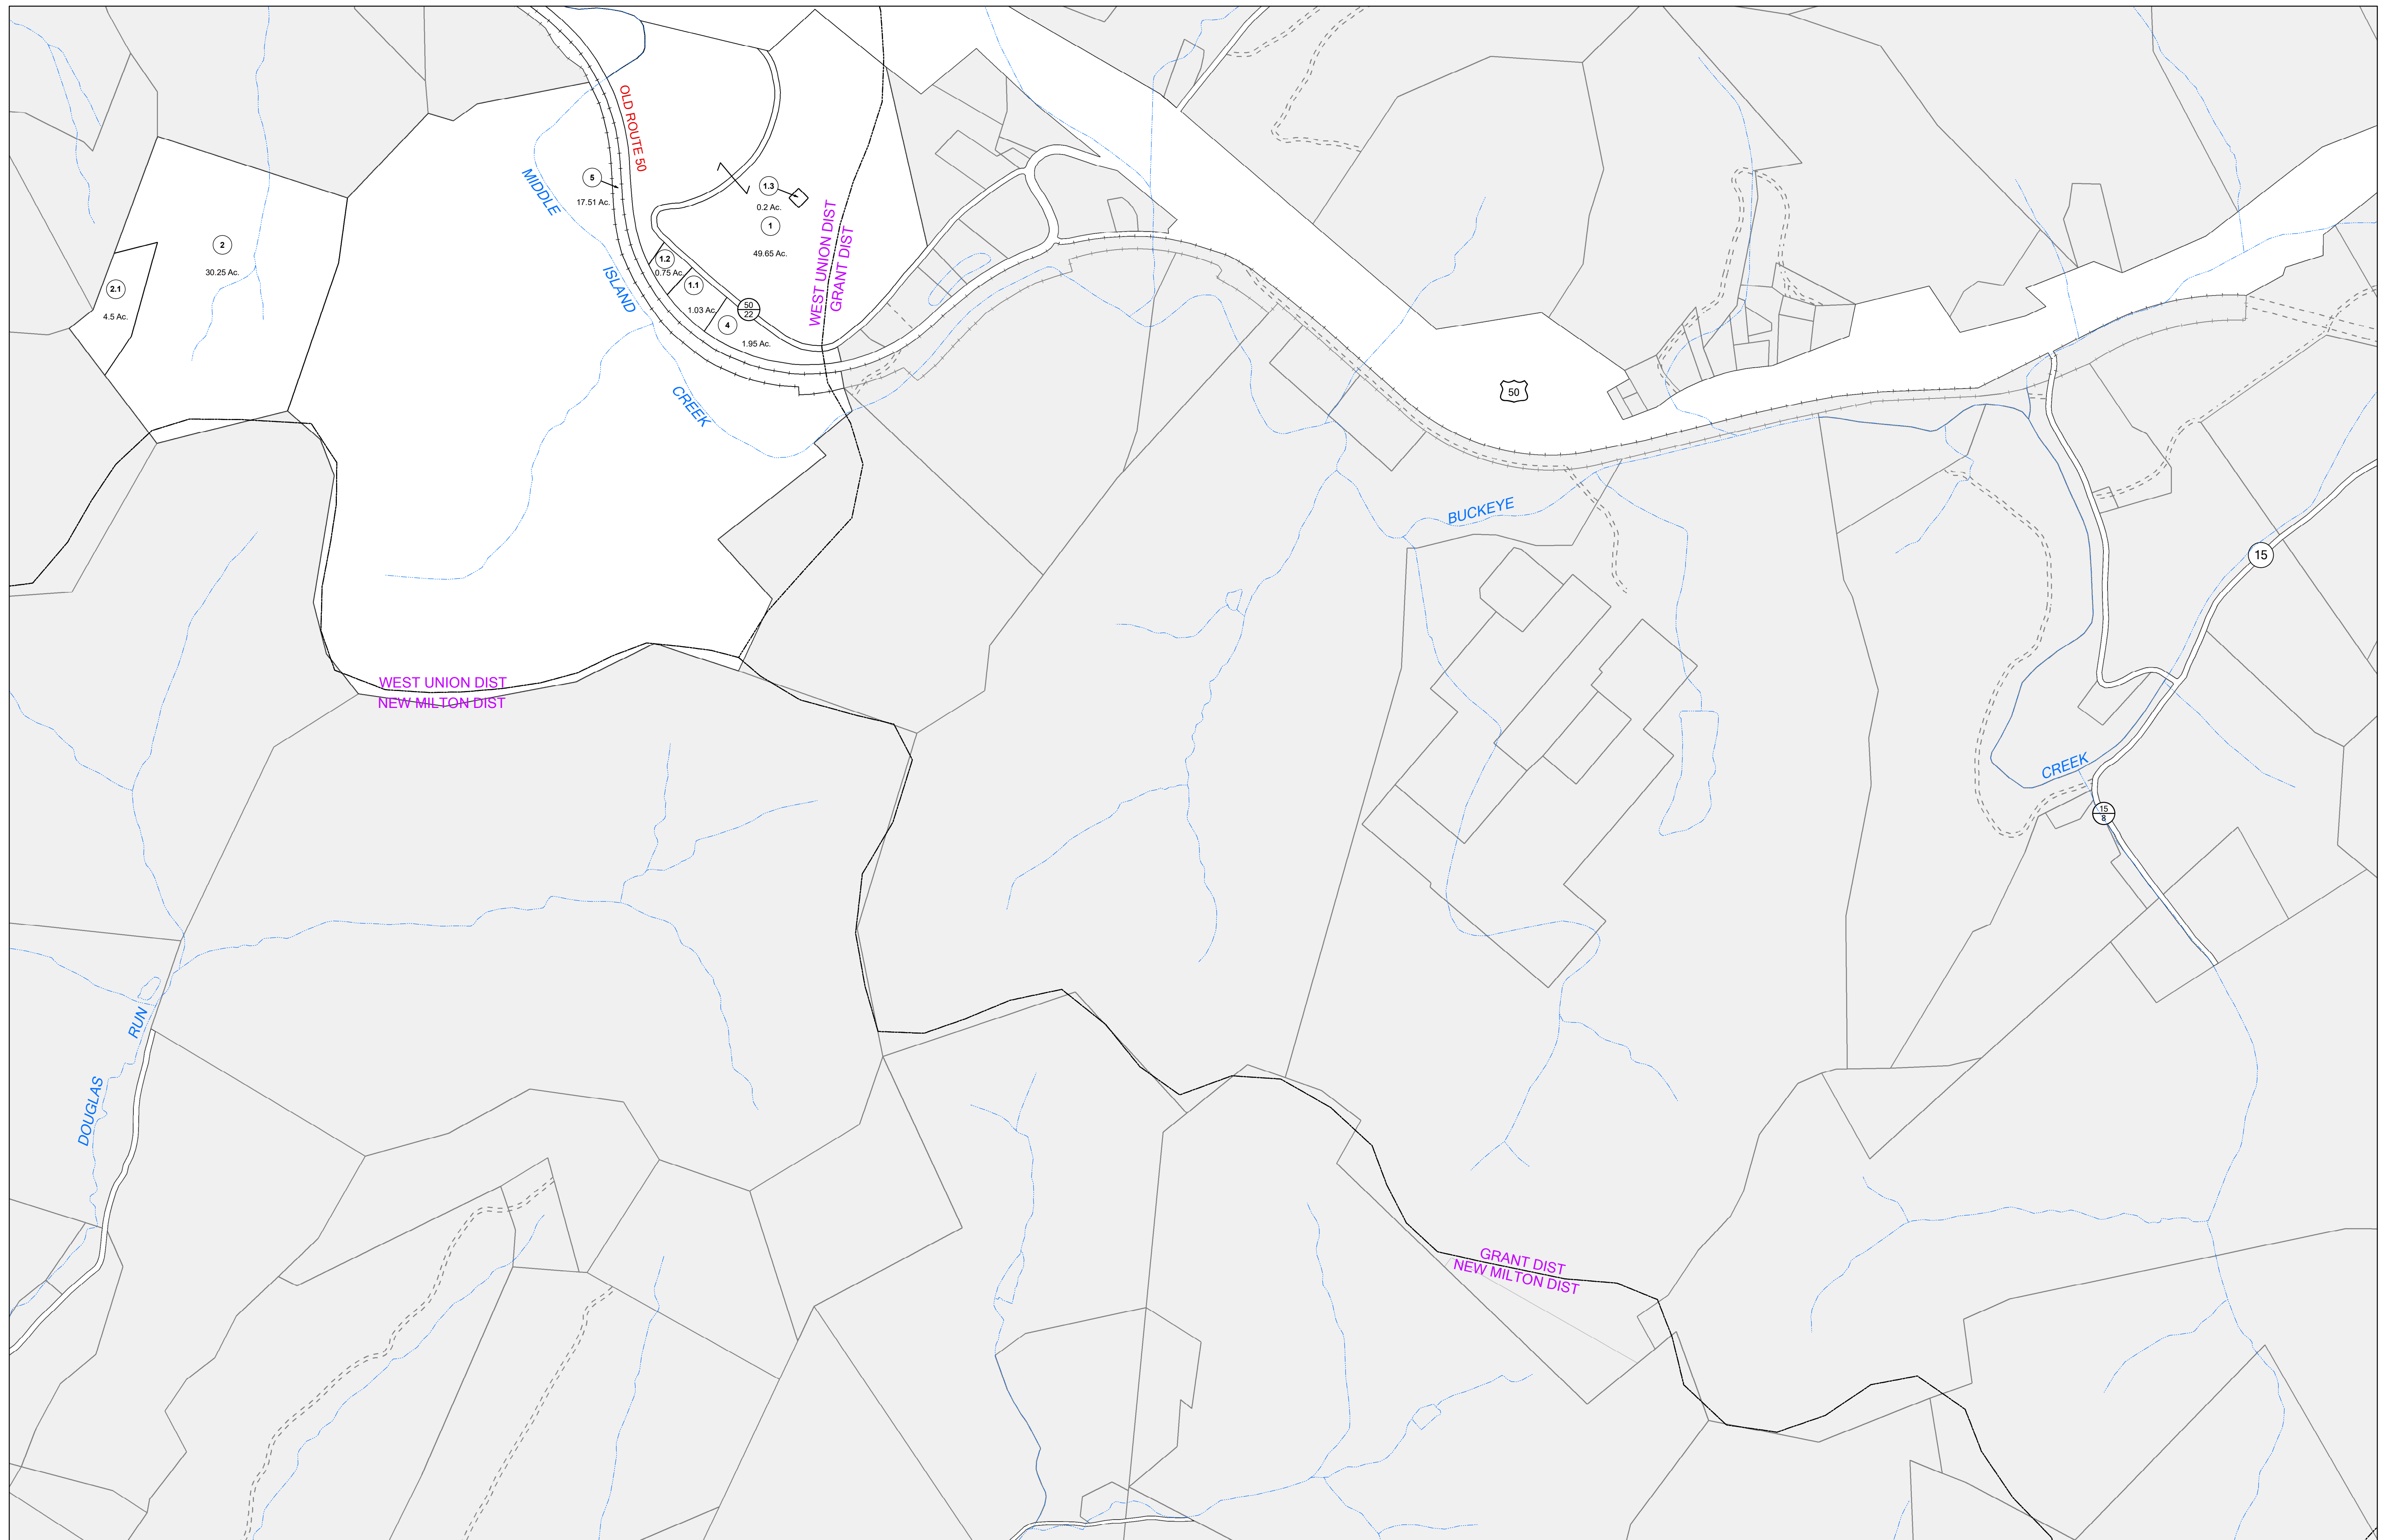 OLD ROUTE 50
MIDDLE
ISLAND
CREEK
5
17.51 Ac.
1.3
0.2 Ac.
1
49.65 Ac.
2
30.25 Ac.
2.1
4.5 Ac.
1.2
0.75 Ac.
1.1
1.03 Ac.
4
1.95 Ac.
50
22
WEST UNION DIST
GRANT DIST
50
BUCKEYE
15
WEST UNION DIST
NEW MILTON DIST
CREEK
15
8
RUN
DOUGLAS
GRANT DIST
NEW MILTON DIST